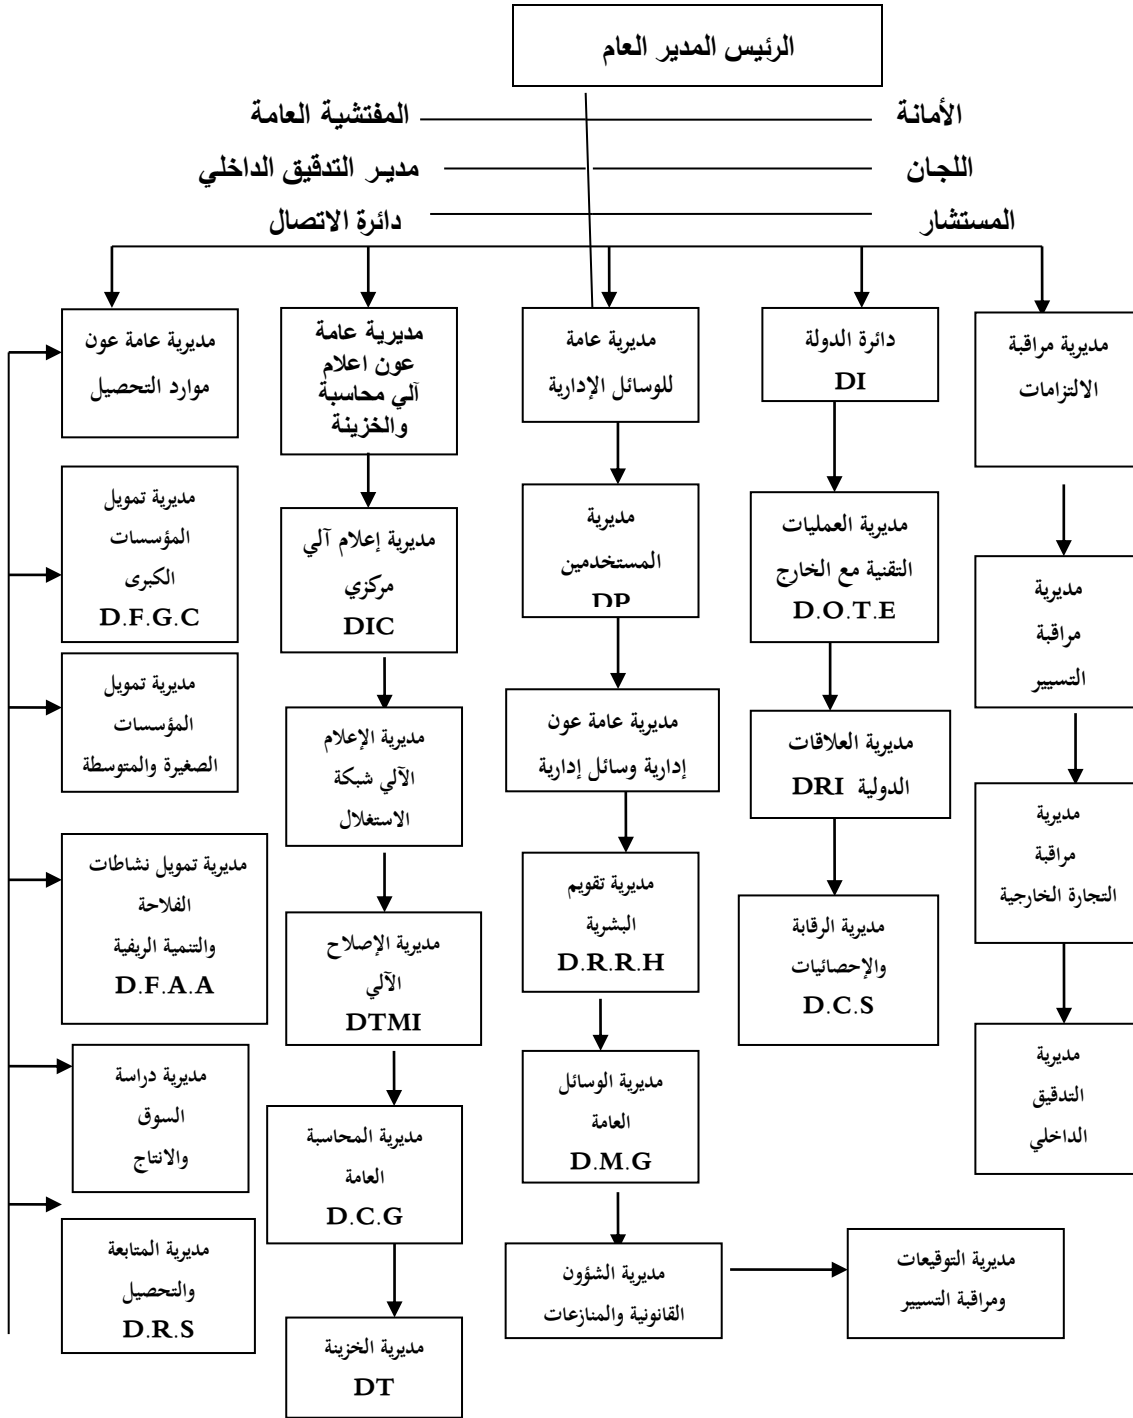 الرئيس المدير العام
الأمانة
المفتشية العامة
اللجان
مدير التدقيق الداخلي
المستشار
دائرة الاتصال
مديرية مراقبة
الالتزامات
دائرة الدولة
DI
مديرية عامة
للوسائل الإدارية
مديرية عامة
عون اعلام
آلي محاسبة
والخزينة
مديرية عامة عون
موارد التحصيل
مديرية
مراقبة
التسيير
مديرية العمليات
التقنية مع الخارج
D.O.T.E
مديرية
المستخدمين
DP
مديرية إعلام آلي
مركزي
DIC
مديرية تمويل
المؤسسات
الكبرى
D.F.G.C
مديرية
مراقبة
التجارة الخارجية
مديرية العلاقات
الدولية DRI
مديرية عامة عون
إدارية وسائل إدارية
مديرية الإعلام
الآلي شبكة
الاستغلال
مديرية تمويل
المؤسسات
الصغيرة والمتوسطة
مديرية
التدقيق
الداخلي
مديرية الرقابة
والإحصائيات
D.C.S
مديرية تقويم
البشرية
D.R.R.H
مديرية الإصلاح
الآلي
DTMI
مديرية تمويل نشاطات
الفلاحة
والتنمية الريفية
D.F.A.A
مديرية الوسائل
العامة
D.M.G
مديرية المحاسبة
العامة
D.C.G
مديرية دراسة
السوق
والانتاج
مديرية التوقيعات
ومراقبة التسيير
مديرية الشؤون
القانونية والمنازعات
مديرية الخزينة
DT
مديرية المتابعة
والتحصيل
D.R.S